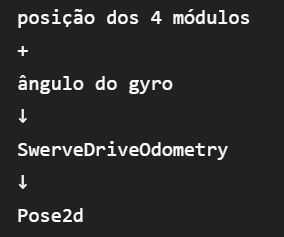 posição dos 4 módulos
+
ângulo do gyro
↓
SwerveDriveOdometry
↓
Pose2d